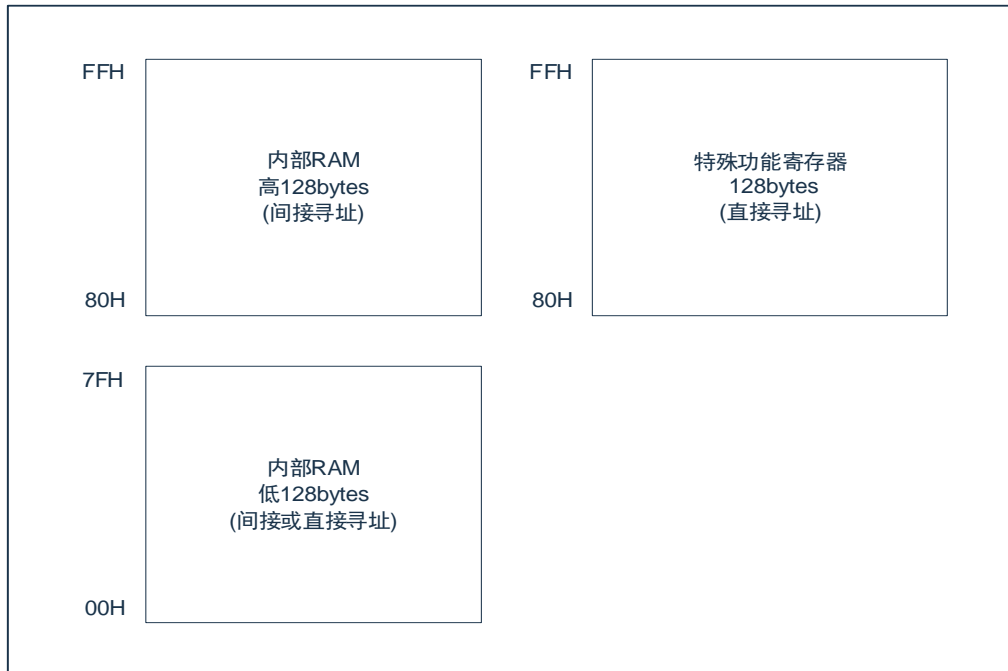 FFH
内部RAM
高128bytes
(间接寻址)
80H
FFH
特殊功能寄存器
128bytes
(直接寻址)
80H
7FH
内部RAM
低128bytes
(间接或直接寻址)
00H